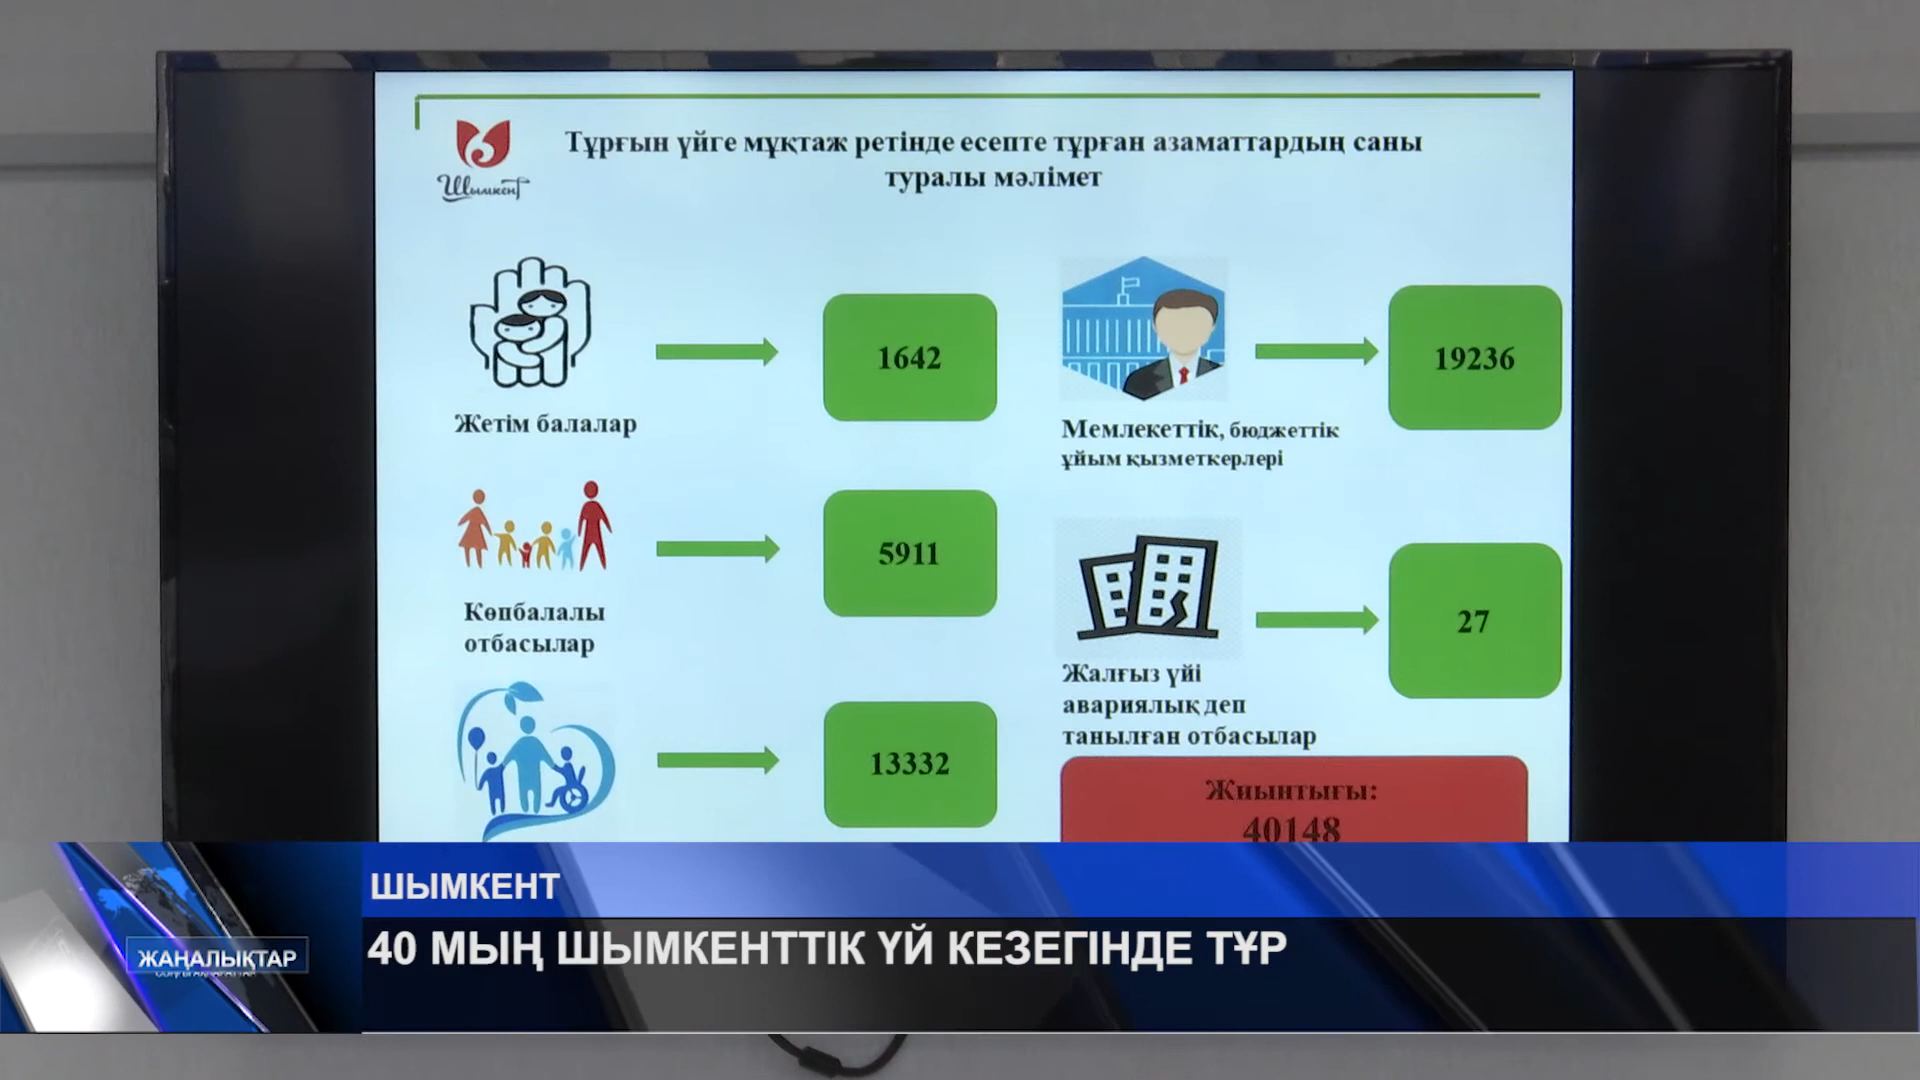 Тұрғын үйге мұқтаж ретінде есепте тұрған азаматтардың саны
туралы мәлімет
Шымкент
1642
Жетім балалар
5911
Көпбалалы
отбасылар
13332
19236
Мемлекеттік, бюджеттік
ұйым қызметкерлері
27
Жалғыз үйі
авариялық деп
танылған отбасылар
Жиынтығы:
40148
ШЫМКЕНТ
ЖАҢАЛЫҚТАР
40 МЫҢ ШЫМКЕНТТІК ҮЙ КЕЗЕГІНДЕ ТҰР